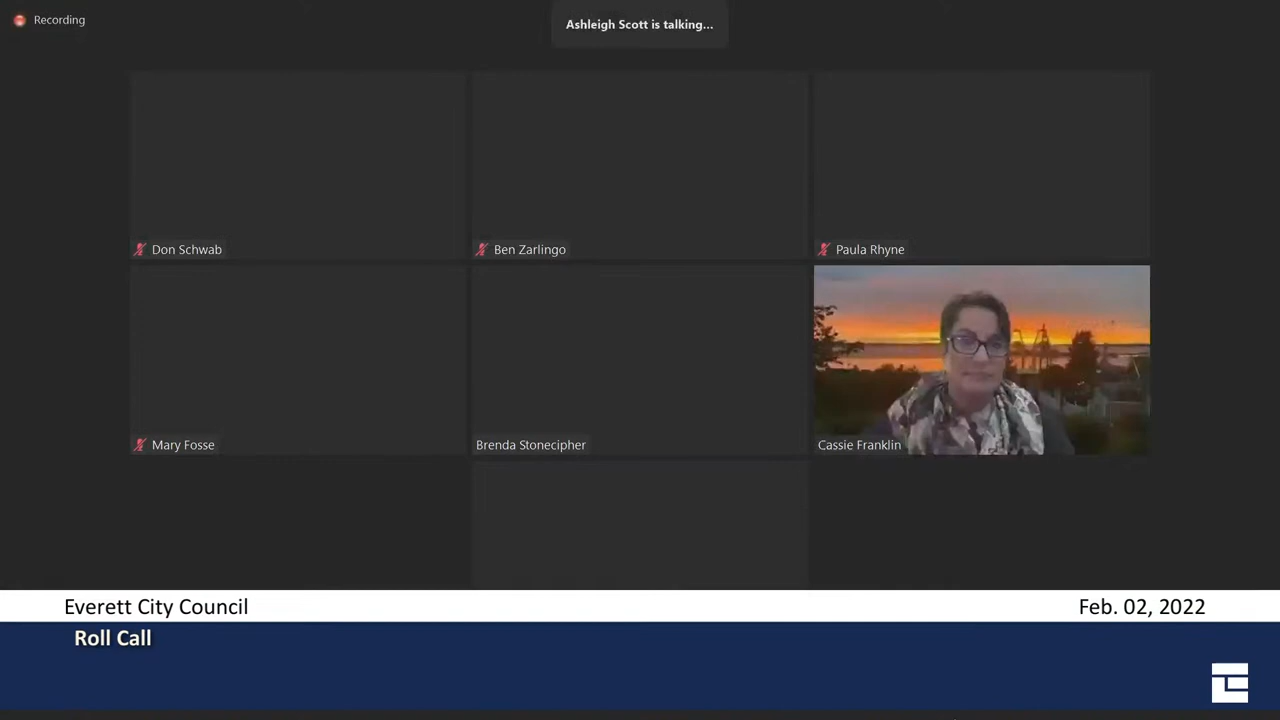 Recording
Ashleigh Scott is talking...
Don Schwab
Ben Zarlingo
Paula Rhyne
Mary Fosse
Brenda Stonecipher
Cassie Franklin
Everett City Council
Feb. 02, 2022
Roll Call